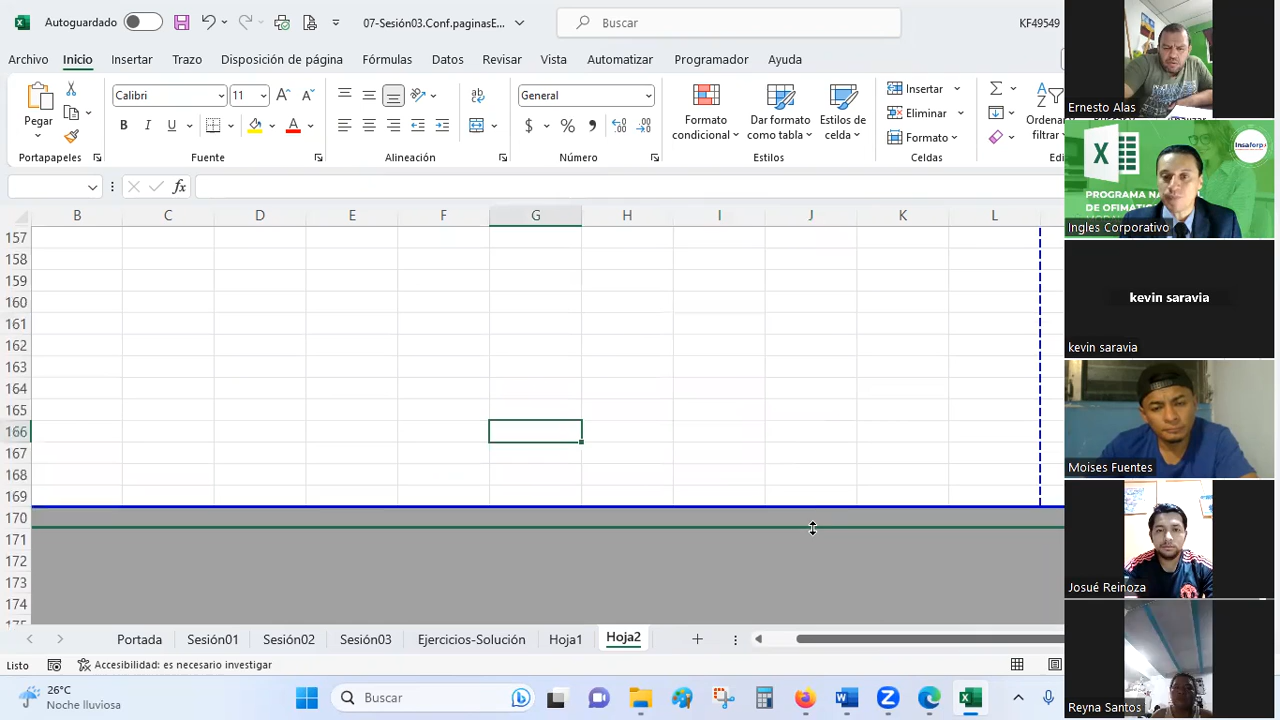 Autoguardado
07-Sesión03.Conf.paginasE...
Buscar
KF49549
Archivo Inicio Insertar Trazo Disposición de página Fórmulas Datos Vista Automatizar Ayuda
Pegar
Portapapeles
Calibri 11
Fuente
Alineación
General
Número
Formato condicional
Dar formato como tabla
Estilos de celda
Estilos
Insertar
Eliminar
Formato
Celdas
B C D E G H I J K L
157
158
159
160
161
162
163
164
165
166
167
168
169
170
171
172
173
174
Portada Sesión01 Sesión02 Sesión03 Ejercicios-Solución Hoja1 Hoja2
Listo Accesibilidad: es necesario investigar
26°C
Noche lluviosa
Buscar
Ernesto Alas
Insaforp
PROGRAMA
DE OFIMATIC
Ingles Corporativo
kevin saravia
kevin saravia
Moises Fuentes
Josué Reinoza
Reyna Santos